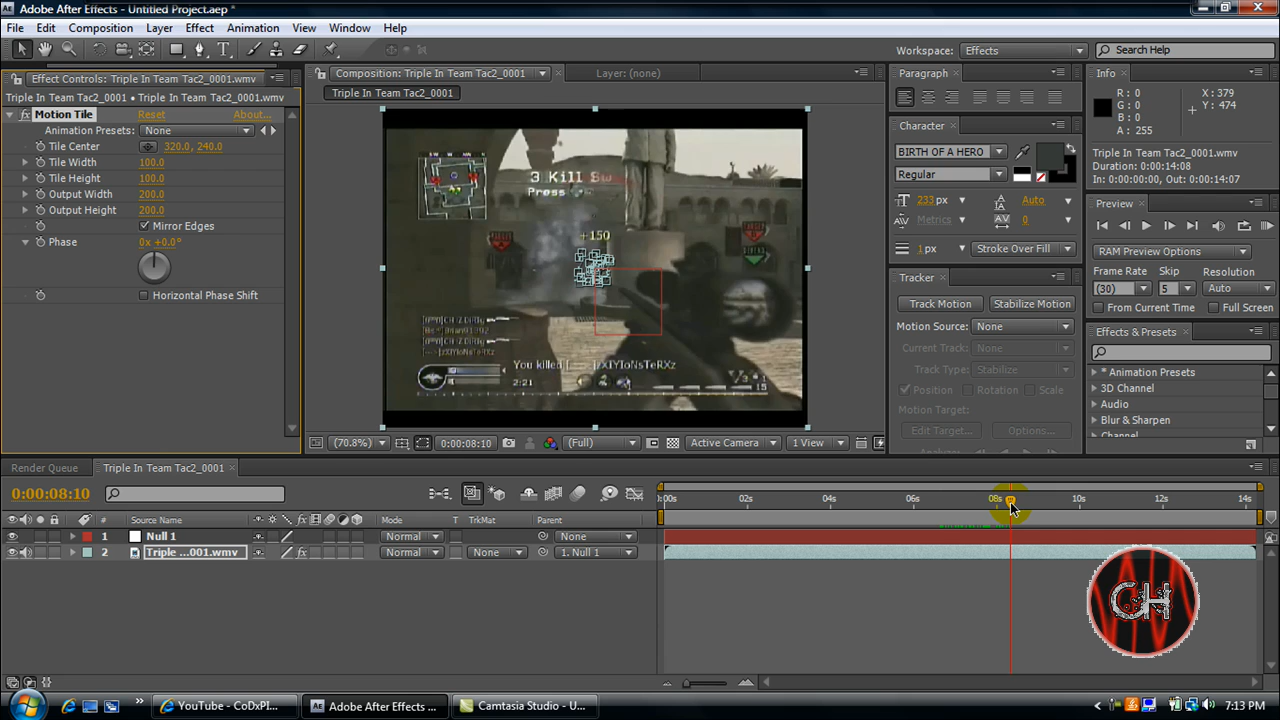 Adobe After Effects - Untitled Project.aep *
File Edit Composition Layer Effect Animation View Window Help
Workspace: Effects Search Help
Effect Controls: Triple In Team Tac2_0001.wmv
Triple In Team Tac2_0001 • Triple In Team Tac2_0001.wmv
Motion Tile Reset About...
Animation Presets: None
Tile Center 320.0, 240.0
Tile Width 100.0
Tile Height 100.0
Output Width 200.0
Output Height 200.0
Mirror Edges
Phase 0x +0.0°
Horizontal Phase Shift
Composition: Triple In Team Tac2_0001 Layer: (none)
Triple In Team Tac2_0001
3 Kill Sw
Press
+150
You killed
2:21
15
(70.8%) 0:00:08:10 (Full) Active Camera 1 View
Paragraph
Character
BIRTH OF A HERO
Regular
233 px Auto
Metrics 0
1 px Stroke Over Fill
Tracker
Track Motion Stabilize Motion
Motion Source: None
Current Track: None
Track Type: Stabilize
Position Rotation Scale
Motion Target:
Edit Target... Options...
Info
R: 0 X: 379
G: 0 Y: 474
B: 0
A: 255
Triple In Team Tac2_0001.wmv
Duration: 0:00:14:08
In: 0:00:00:00, Out: 0:00:14:07
Preview
RAM Preview Options
Frame Rate Skip Resolution
(30) 5 Auto
From Current Time Full Screen
Effects & Presets
* Animation Presets
3D Channel
Audio
Blur & Sharpen
Channel
Render Queue Triple In Team Tac2_0001
0:00:08:10
:00s 02s 04s 06s 08s 10s 12s 14s
# Source Name Mode T TrkMat Parent
1 Null 1 Normal None
2 Triple ...001.wmv Normal None 1. Null 1
CH
YouTube - CoDxPI... Adobe After Effects ... Camtasia Studio - U... 7:13 PM